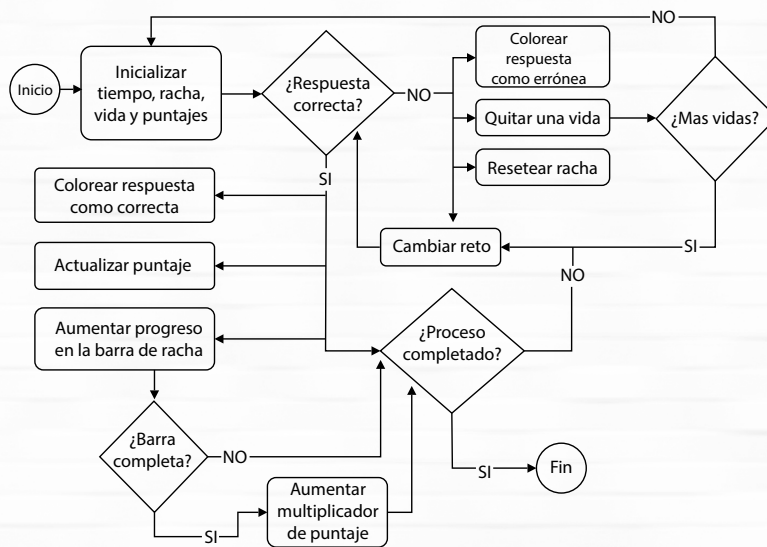 NO
Inicio
Inicializar
tiempo, racha,
vida y puntajes
¿Respuesta
correcta?
NO
Colorear
respuesta
como errónea
Quitar una vida
¿Mas vidas?
Resetear racha
SI
Colorear respuesta
como correcta
Cambiar reto
SI
NO
Actualizar puntaje
Aumentar progreso
en la barra de racha
¿Proceso
completado?
¿Barra
completa?
NO
SI
Fin
SI
Aumentar
multiplicador
de puntaje